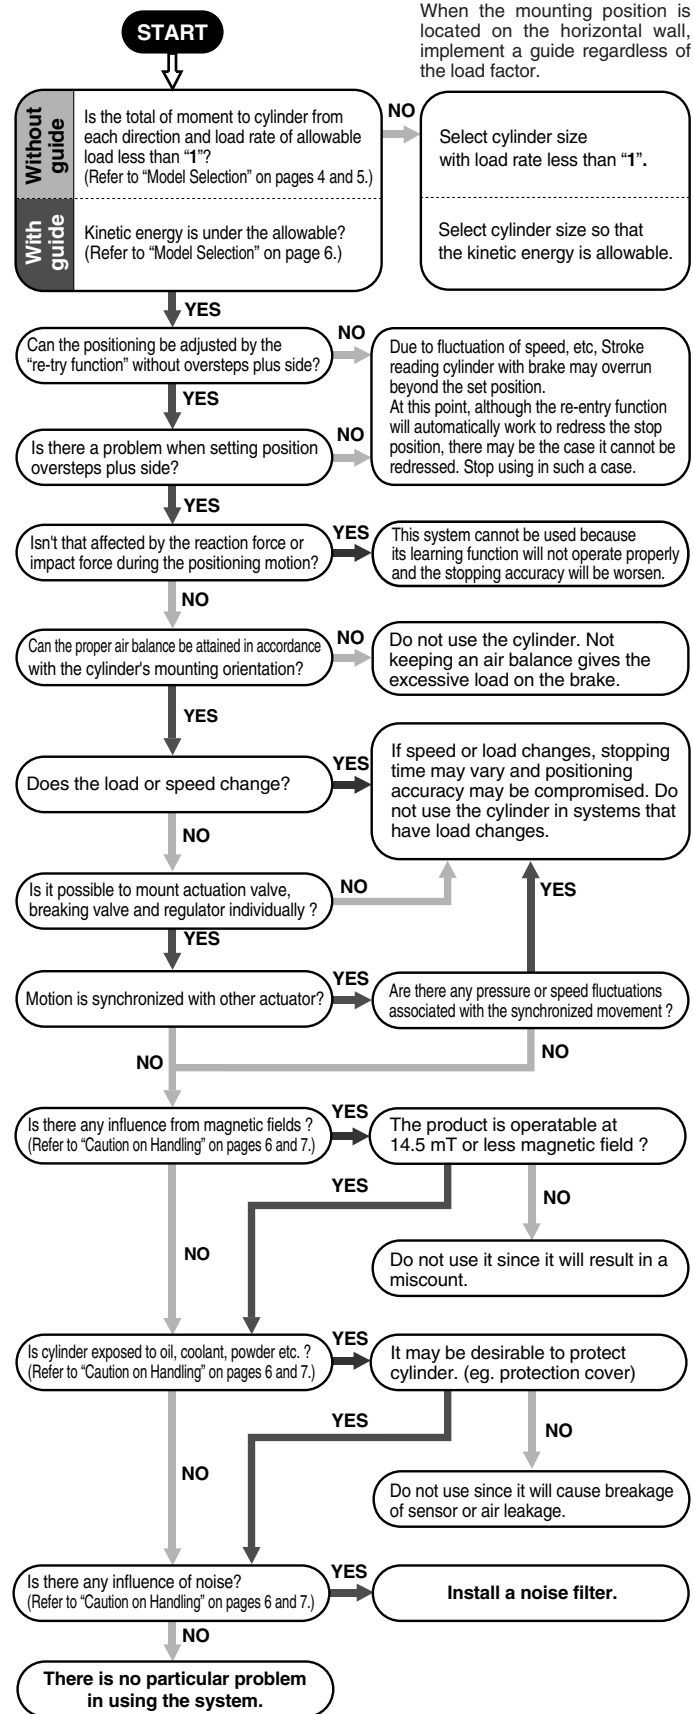 START
When the mounting position is
located on the horizontal wall,
implement a guide regardless of
the load factor.
Without
guide
Is the total of moment to cylinder from
each direction and load rate of allowable
load less than “1”?
(Refer to “Model Selection” on pages 4 and 5.)
NO
Select cylinder size
with load rate less than “1”.
With
guide
Kinetic energy is under the allowable?
(Refer to “Model Selection” on page 6.)
Select cylinder size so that
the kinetic energy is allowable.
YES
Can the positioning be adjusted by the
“re-try function” without oversteps plus side?
NO
Due to fluctuation of speed, etc, Stroke
reading cylinder with brake may overrun
beyond the set position.
At this point, although the re-entry function
will automatically work to redress the stop
position, there may be the case it cannot be
redressed. Stop using in such a case.
YES
Is there a problem when setting position
oversteps plus side?
NO
YES
Isn't that affected by the reaction force or
impact force during the positioning motion?
YES
This system cannot be used because
its learning function will not operate properly
and the stopping accuracy will be worsen.
NO
Can the proper air balance be attained in accordance
with the cylinder's mounting orientation?
NO
Do not use the cylinder. Not
keeping an air balance gives the
excessive load on the brake.
YES
Does the load or speed change?
YES
If speed or load changes, stopping
time may vary and positioning
accuracy may be compromised. Do
not use the cylinder in systems that
have load changes.
NO
Is it possible to mount actuation valve,
breaking valve and regulator individually ?
NO
YES
YES
Motion is synchronized with other actuator?
YES
Are there any pressure or speed fluctuations
associated with the synchronized movement ?
NO
NO
Is there any influence from magnetic fields ?
(Refer to “Caution on Handling” on pages 6 and 7.)
YES
The product is operatable at
14.5 mT or less magnetic field ?
YES
NO
NO
Do not use it since it will result in a
miscount.
Is cylinder exposed to oil, coolant, powder etc. ?
(Refer to “Caution on Handling” on pages 6 and 7.)
YES
It may be desirable to protect
cylinder. (eg. protection cover)
YES
NO
NO
Do not use since it will cause breakage
of sensor or air leakage.
Is there any influence of noise?
(Refer to “Caution on Handling” on pages 6 and 7.)
YES
Install a noise filter.
NO
There is no particular problem
in using the system.